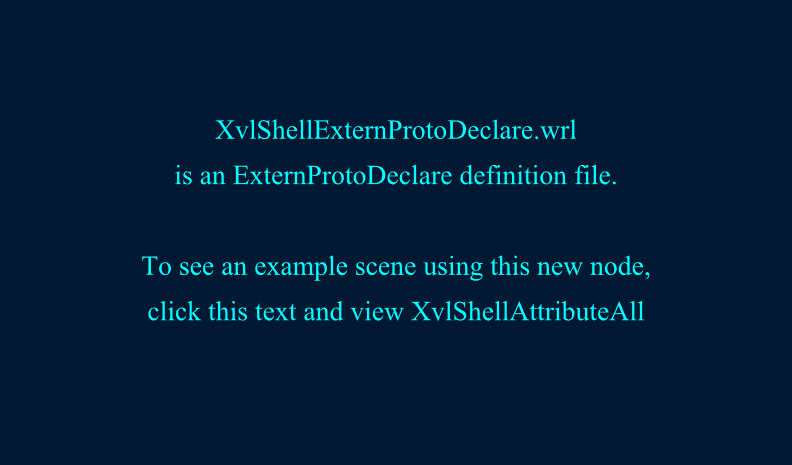 XvlShellExternProtoDeclare.wrl
is an ExternProtoDeclare definition file.
To see an example scene using this new node,
click this text and view XvlShellAttributeAll